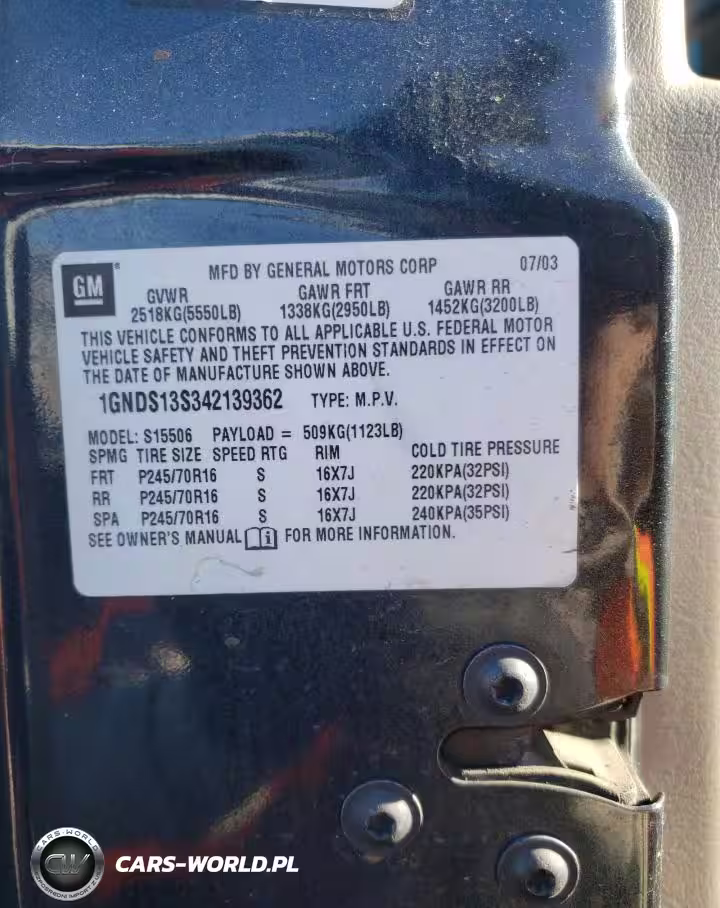 GM ® MFD BY GENERAL MOTORS CORP 07/03
GVWR GAWR FRT GAWR RR
2518KG(5550LB) 1338KG(2950LB) 1452KG(3200LB)
THIS VEHICLE CONFORMS TO ALL APPLICABLE U.S. FEDERAL MOTOR
VEHICLE SAFETY AND THEFT PREVENTION STANDARDS IN EFFECT ON
THE DATE OF MANUFACTURE SHOWN ABOVE.
1GNDS13S342139362 TYPE: M.P.V.
MODEL: S15506 PAYLOAD = 509KG(1123LB)
SPMG TIRE SIZE SPEED RTG RIM COLD TIRE PRESSURE
FRT P245/70R16 S 16X7J 220KPA(32PSI)
RR P245/70R16 S 16X7J 220KPA(32PSI)
SPA P245/70R16 S 16X7J 240KPA(35PSI)
SEE OWNER'S MANUAL i FOR MORE INFORMATION.
CARS-WORLD
CW
CARS-WORLD.PL